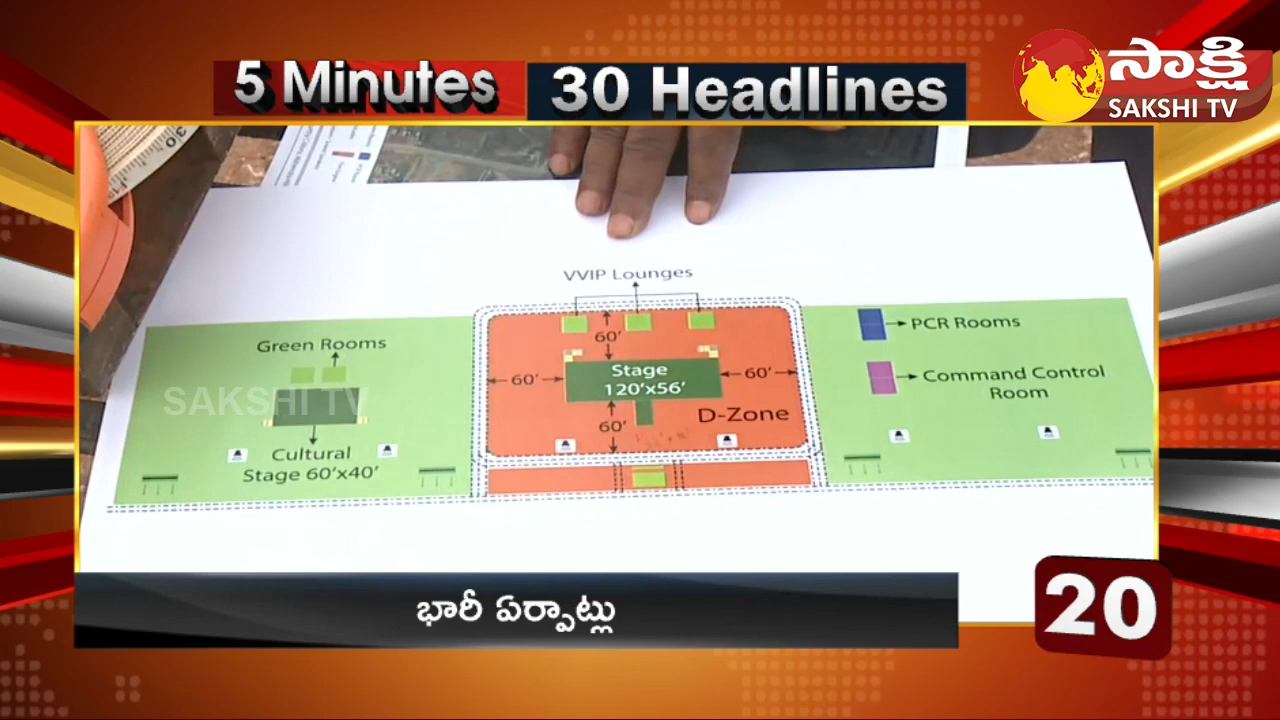 5 Minutes 30 Headlines
సాక్షి
SAKSHI TV
30
VVIP Lounges
Green Rooms
60'
Stage
120'x56'
60'
60'
60'
D-Zone
PCR Rooms
Command Control
Room
SAKSHI TV
Cultural
Stage 60'x40'
భారీ ఏర్పాట్లు
20